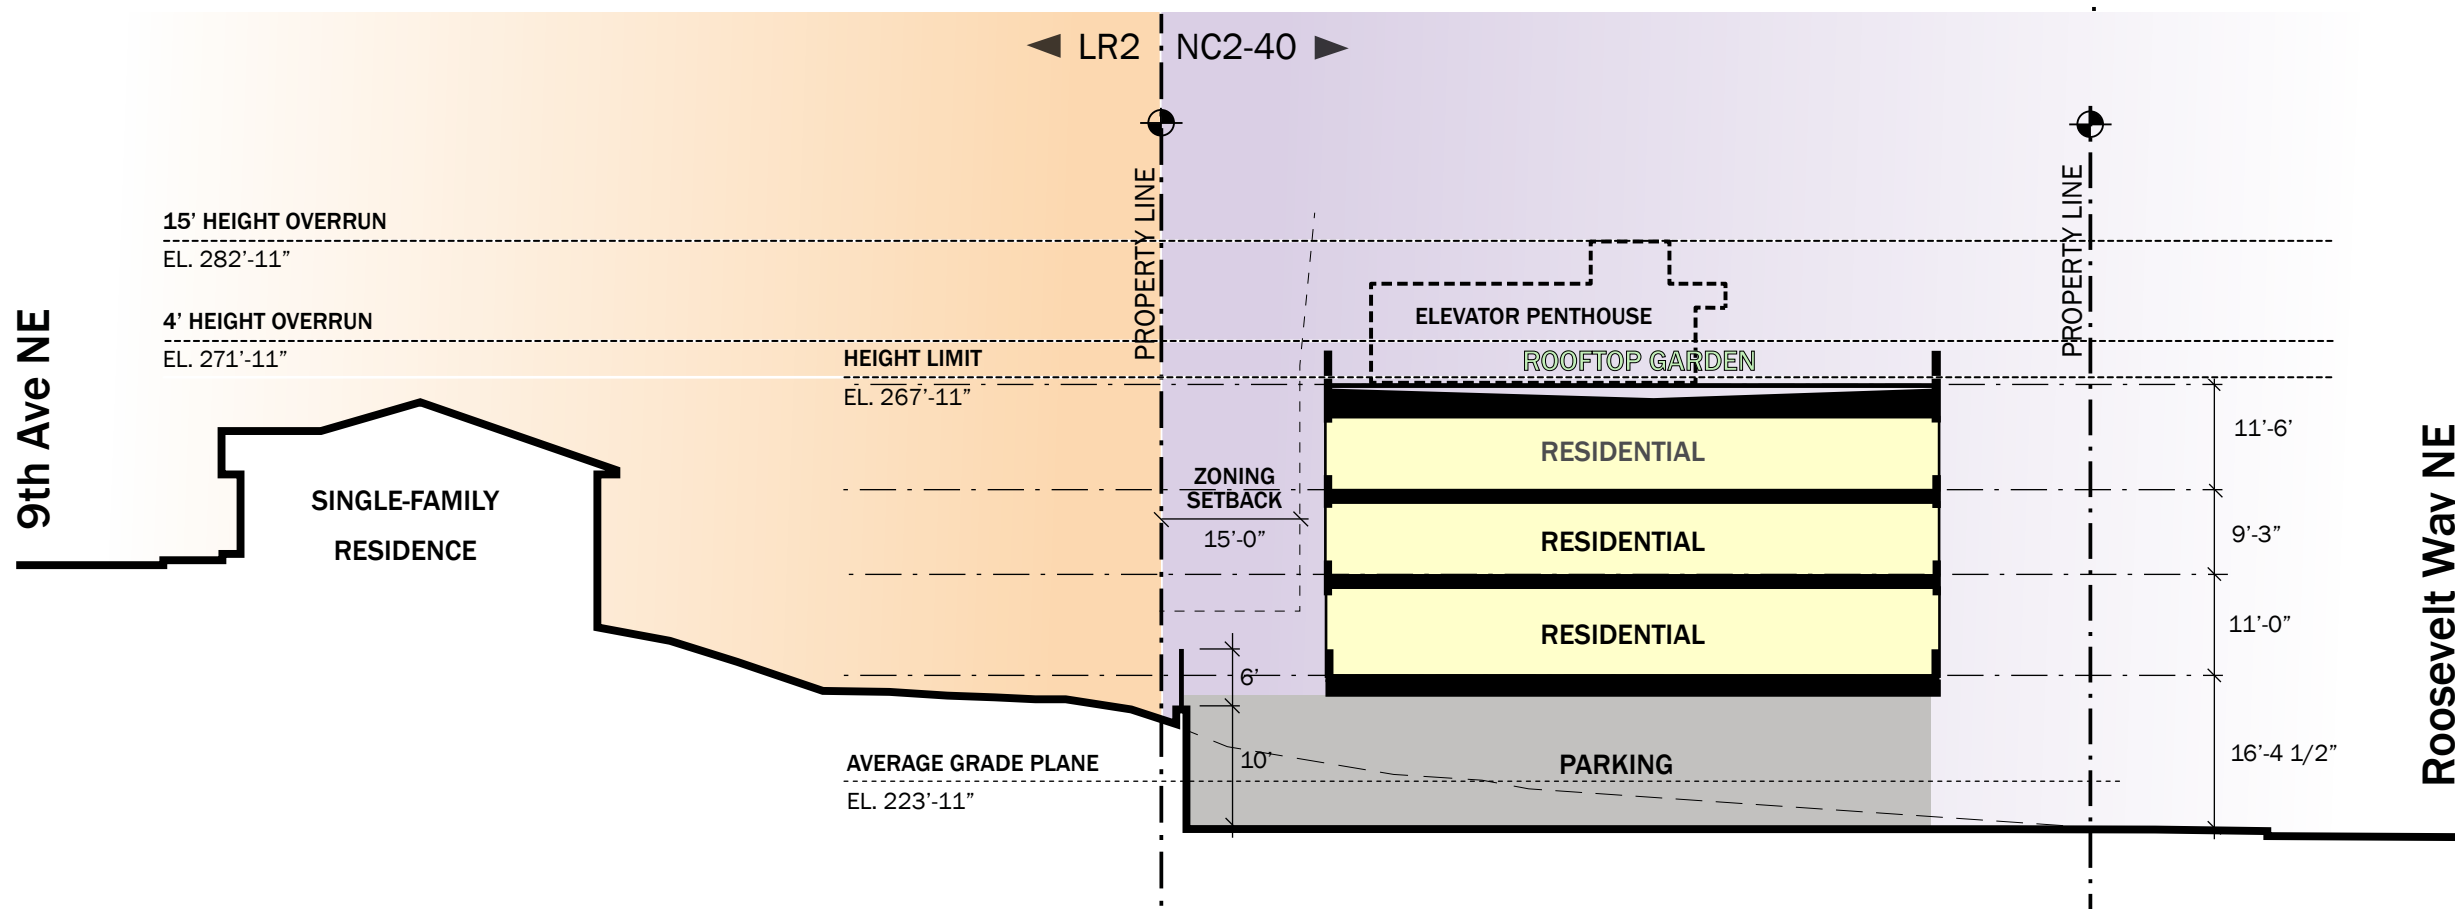 LR2
NC2-40
PROPERTY LINE
PROPERTY LINE
15’ HEIGHT OVERRUN
EL. 282’-11”
4’ HEIGHT OVERRUN
EL. 271’-11”
HEIGHT LIMIT
EL. 267’-11”
ELEVATOR PENTHOUSE
ROOFTOP GARDEN
9th Ave NE
SINGLE-FAMILY
RESIDENCE
ZONING
SETBACK
15’-0”
RESIDENTIAL
RESIDENTIAL
RESIDENTIAL
11’-6’
9’-3”
11’-0”
6’
10’
AVERAGE GRADE PLANE
EL. 223’-11”
PARKING
16’-4 1/2”
Roosevelt Way NE